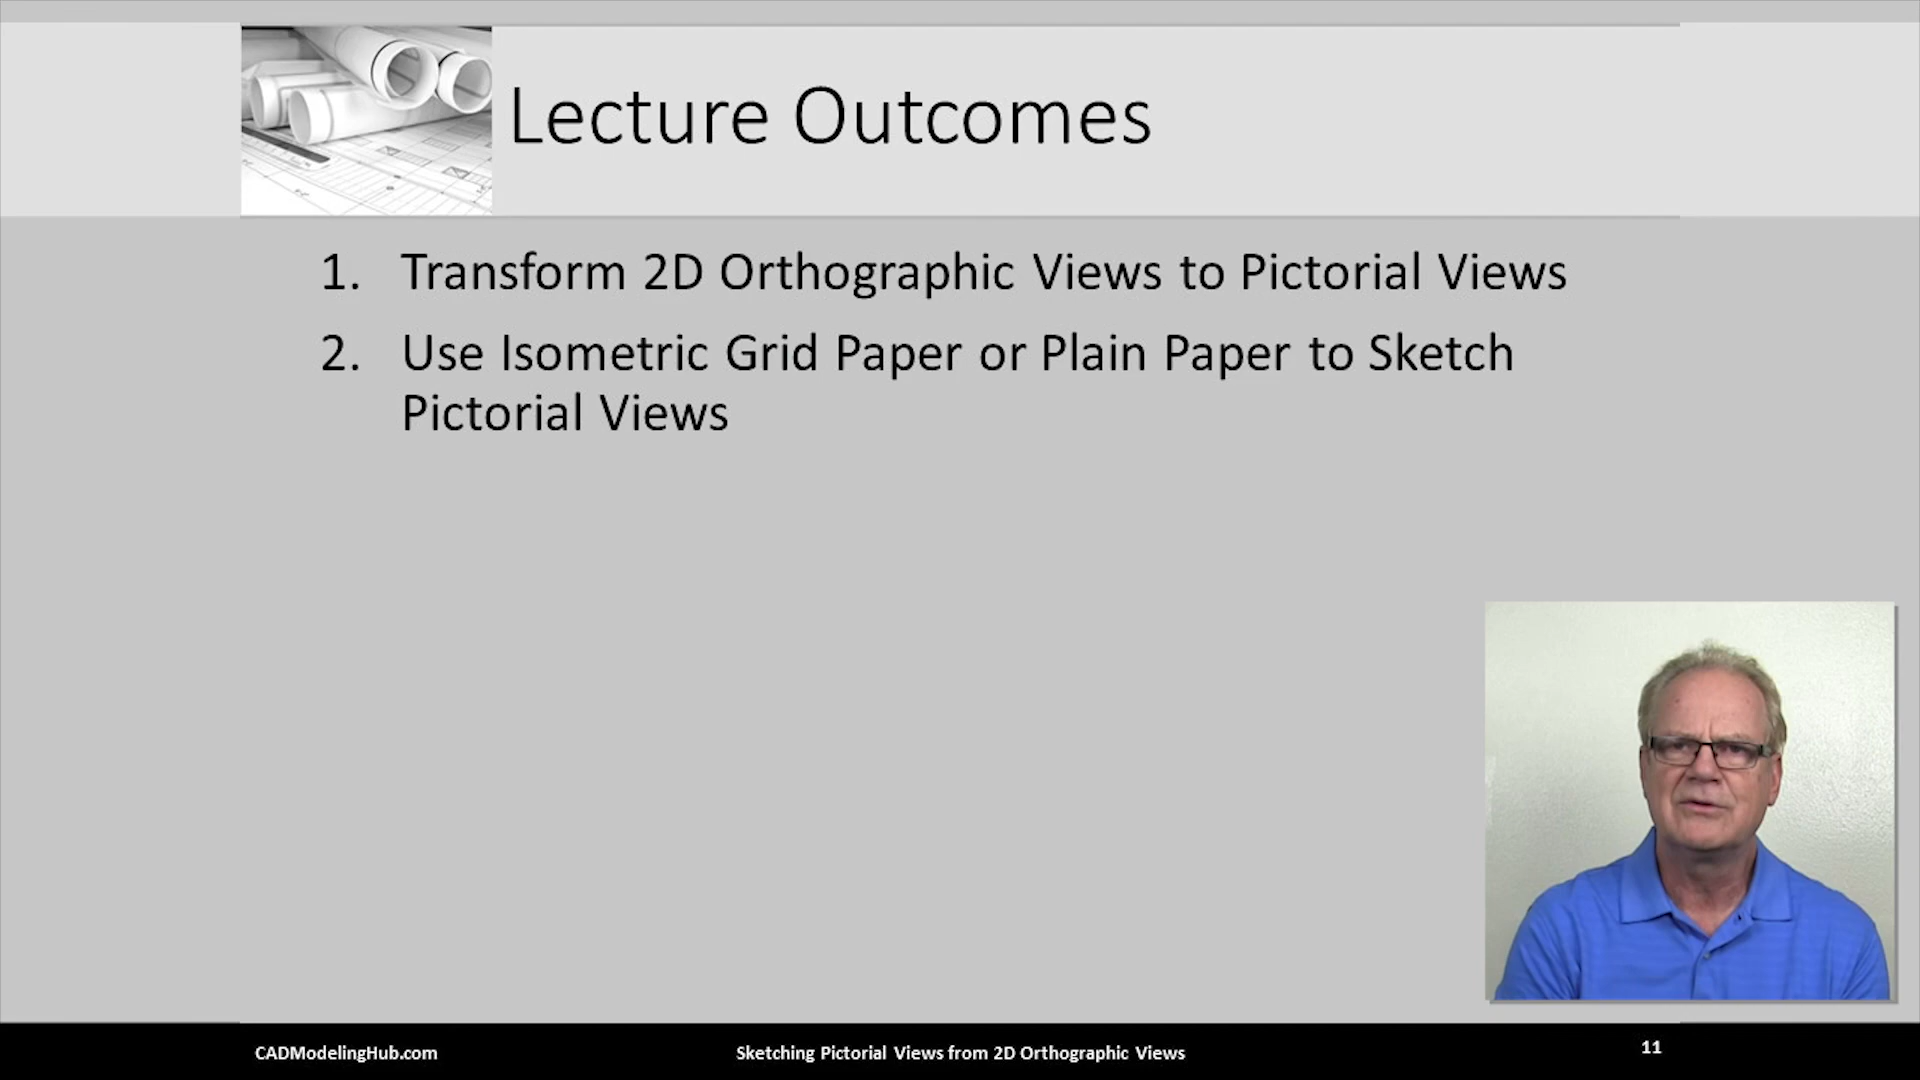 Lecture Outcomes
1. Transform 2D Orthographic Views to Pictorial Views
2. Use Isometric Grid Paper or Plain Paper to Sketch
Pictorial Views
CADModelingHub.com
Sketching Pictorial Views from 2D Orthographic Views
11